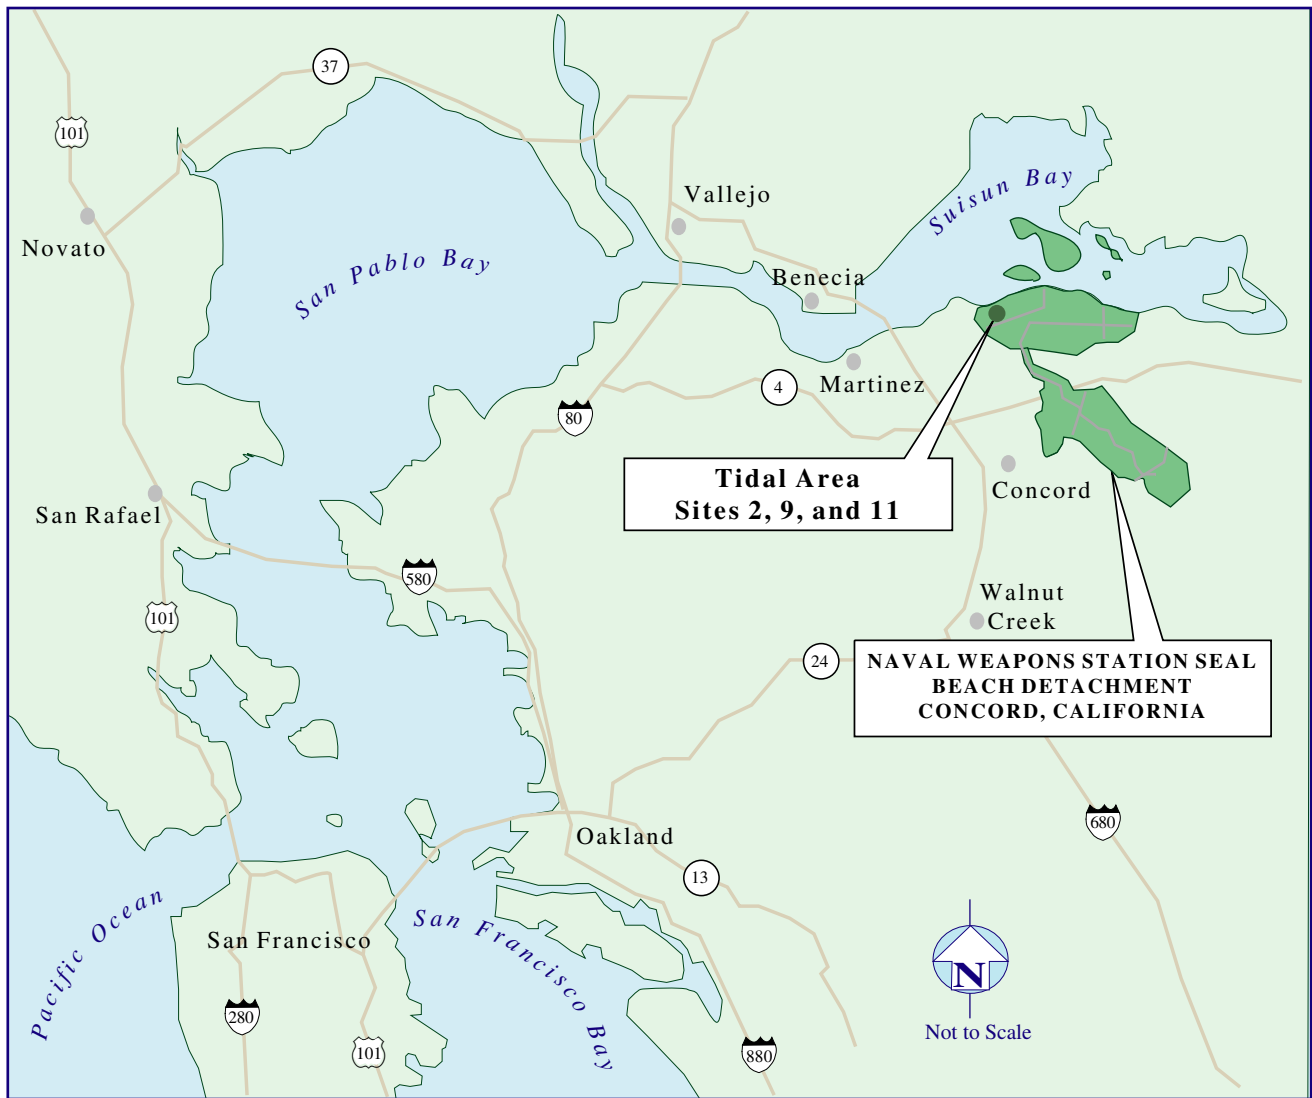 37
101
Novato
San Pablo Bay
Vallejo
Suisun Bay
Benecia
Martinez
4
80
Tidal Area
Sites 2, 9, and 11
Concord
San Rafael
580
101
Walnut
Creek
24
NAVAL WEAPONS STATION SEAL
BEACH DETACHMENT
CONCORD, CALIFORNIA
680
Oakland
13
Pacific Ocean
San Francisco
San Francisco Bay
N
Not to Scale
280
101
880